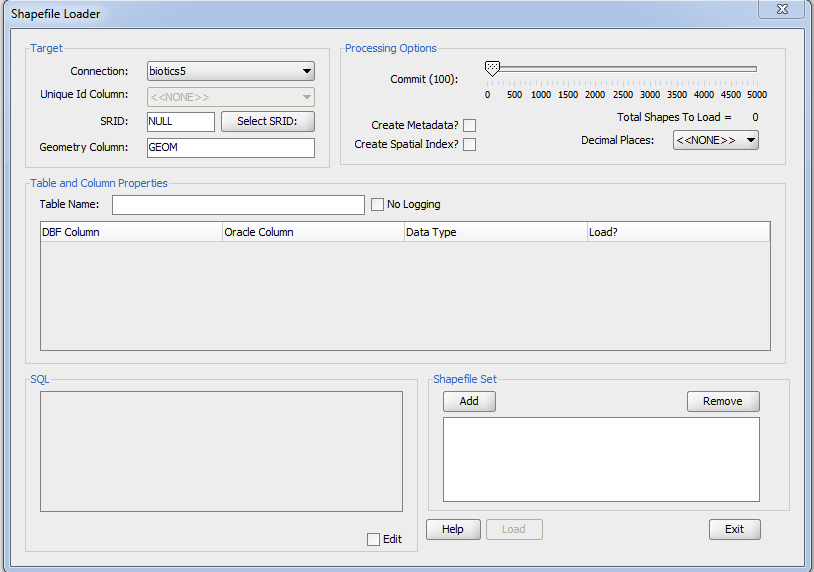 Shapefile Loader
Target
Connection: biotics5
Unique Id Column: <<NONE>>
SRID: NULL Select SRID:
Geometry Column: GEOM
Processing Options
Commit (100):
0 500 1000 1500 2000 2500 3000 3500 4000 4500 5000
Total Shapes To Load = 0
Create Metadata?
Create Spatial Index?
Decimal Places: <<NONE>>
Table and Column Properties
Table Name: No Logging
DBF Column Oracle Column Data Type Load?
SQL
Edit
Shapefile Set
Add Remove
Help Load Exit